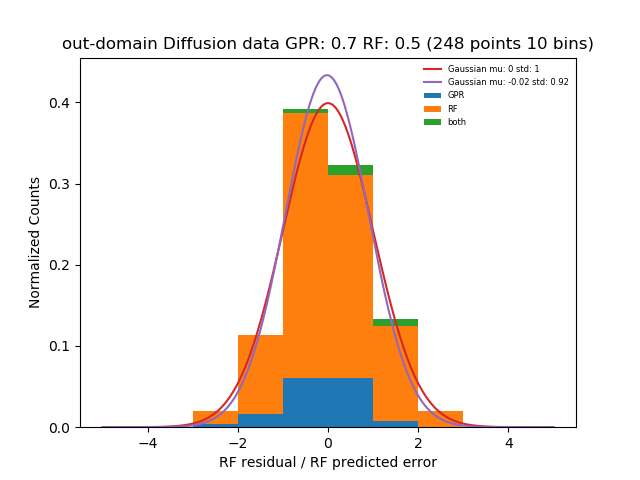 out-domain Diffusion data GPR: 0.7 RF: 0.5 (248 points 10 bins)
Gaussian mu: 0 std: 1
Gaussian mu: -0.02 std: 0.92
GPR
RF
both
Normalized Counts
0.4
0.3
0.2
0.1
0.0
−4
−2
0
2
4
RF residual / RF predicted error